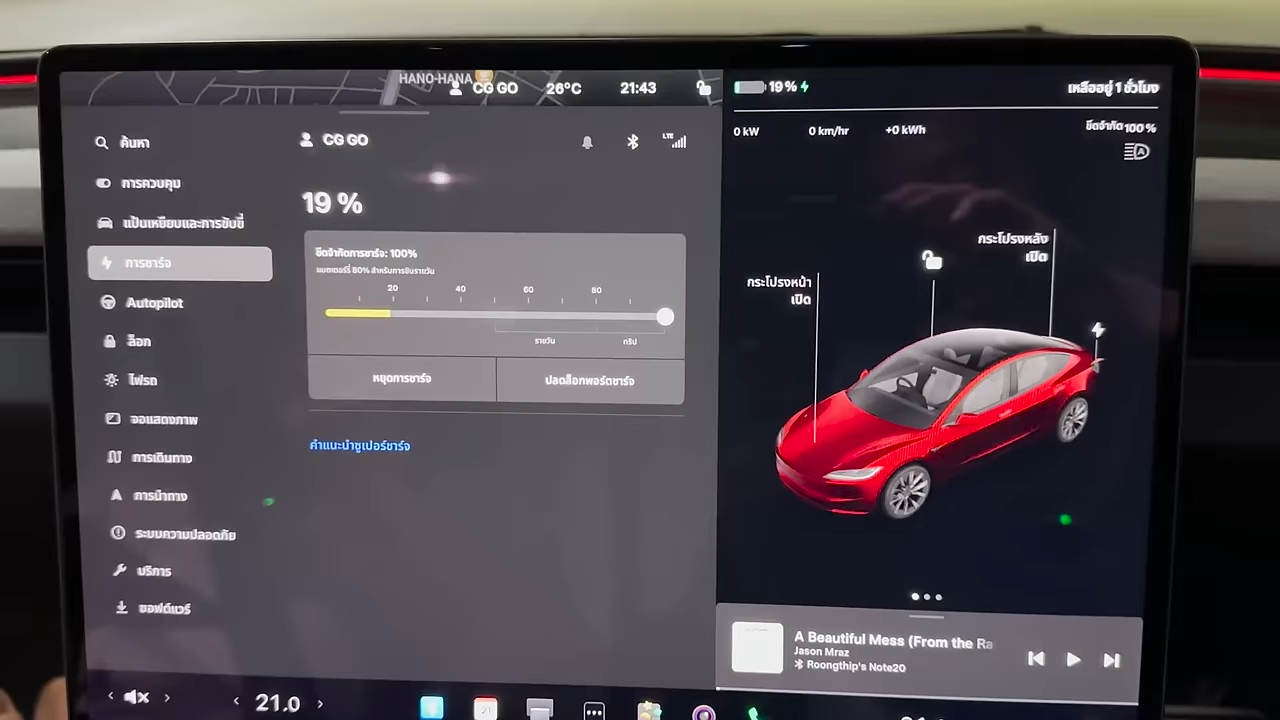 HANO-HANA
CG GO
26°C
21:43
19 %
เหลืออยู่ 1 ชั่วโมง
0 kW
0 km/hr
+0 kWh
ขีดจำกัด 100 %
ค้นหา
การควบคุม
แป้นเหยียบและการขับขี่
การชาร์จ
Autopilot
ล็อก
ไฟรถ
จอแสดงภาพ
การเดินทาง
การนำทาง
ระบบความปลอดภัย
บริการ
ซอฟต์แวร์
CG GO
LTE
19 %
ขีดจำกัดการชาร์จ: 100%
แบตเตอรี่ 80% สำหรับการขับรายวัน
20 40 60 80
รายวัน
ทริป
หยุดการชาร์จ
ปลดล็อกพอร์ตชาร์จ
คำแนะนำซูเปอร์ชาร์จ
กระโปรงหลัง
เปิด
กระโปรงหน้า
เปิด
A Beautiful Mess (From the Ra
Jason Mraz
Roongthip's Note20
21.0